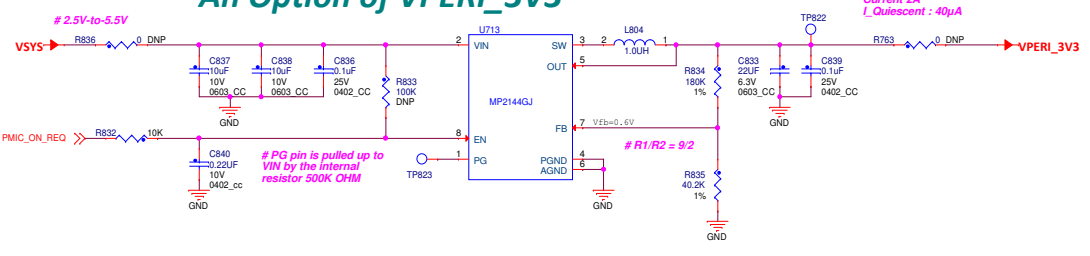 An Option of VPERI_3V3
Current 2A
I_Quiescent : 40μA
# 2.5V-to-5.5V
VSYS
R836
0
DNP
U713
2
VIN
SW
3
2
L804
1
1.0UH
OUT
5
TP822
R763
0
DNP
VPERI_3V3
C837
10uF
10V
0603_CC
C838
10uF
10V
0603_CC
C836
0.1uF
25V
0402_CC
R833
100K
DNP
GND
MP2144GJ
R834
180K
1%
C833
22UF
6.3V
0603_CC
C839
0.1uF
25V
0402_CC
GND
PMIC_ON_REQ
R832
10K
8
EN
FB
7
Vfb=0.6V
# R1/R2 = 9/2
C840
0.22UF
10V
0402_cc
GND
# PG pin is pulled up to
VIN by the internal
resistor 500K OHM
TP823
1
PG
PGND
4
AGND
6
GND
R835
40.2K
1%
GND